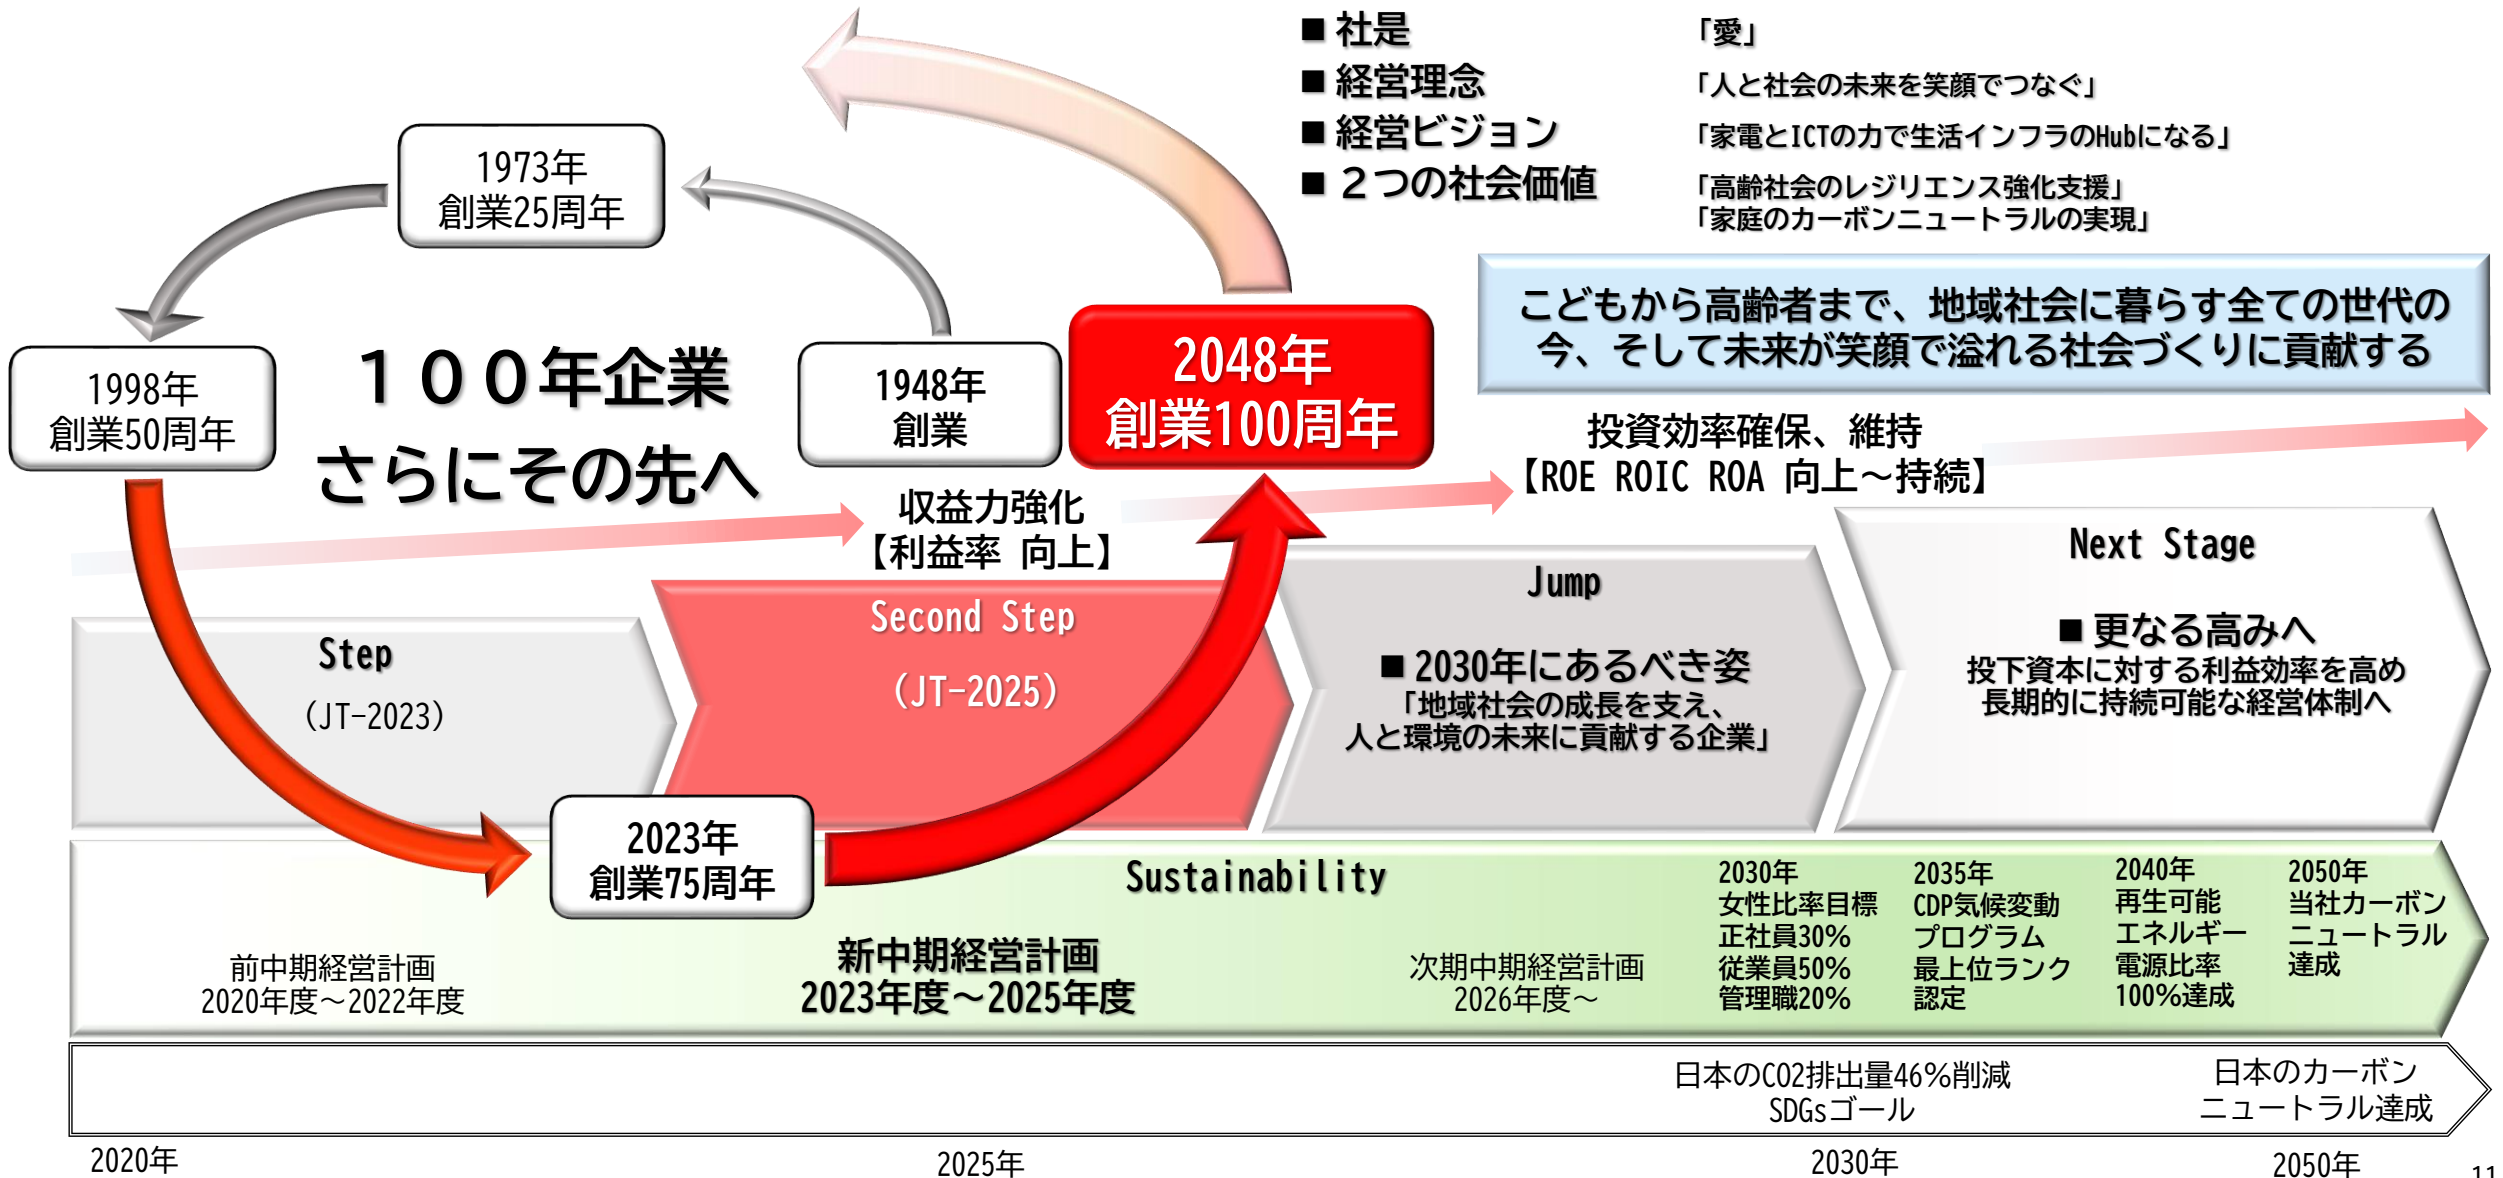 ■ 社是 「愛」
■ 経営理念 「人と社会の未来を笑顔でつなぐ」
■ 経営ビジョン 「家電とICTの力で生活インフラのHubになる」
■ ２つの社会価値 「高齢社会のレジリエンス強化支援」
「家庭のカーボンニュートラルの実現」
1973年
創業25周年
1998年
創業50周年
１００年企業
さらにその先へ
1948年
創業
2048年
創業100周年
こどもから高齢者まで、地域社会に暮らす全ての世代の
今、そして未来が笑顔で溢れる社会づくりに貢献する
収益力強化
【利益率 向上】
投資効率確保、維持
【ROE ROIC ROA 向上～持続】
Step
（JT-2023）
Second Step
（JT-2025）
Jump
■ 2030年にあるべき姿
「地域社会の成長を支え、
人と環境の未来に貢献する企業」
Next Stage
■ 更なる高みへ
投下資本に対する利益効率を高め
長期的に持続可能な経営体制へ
2023年
創業75周年
Sustainability
前中期経営計画
2020年度～2022年度
新中期経営計画
2023年度～2025年度
次期中期経営計画
2026年度～
2030年
女性比率目標
正社員30%
従業員50%
管理職20%
2035年
CDP気候変動
プログラム
最上位ランク
認定
2040年
再生可能
エネルギー
電源比率
100%達成
2050年
当社カーボン
ニュートラル
達成
日本のCO2排出量46％削減
SDGsゴール
日本のカーボン
ニュートラル達成
2020年
2025年
2030年
2050年
11